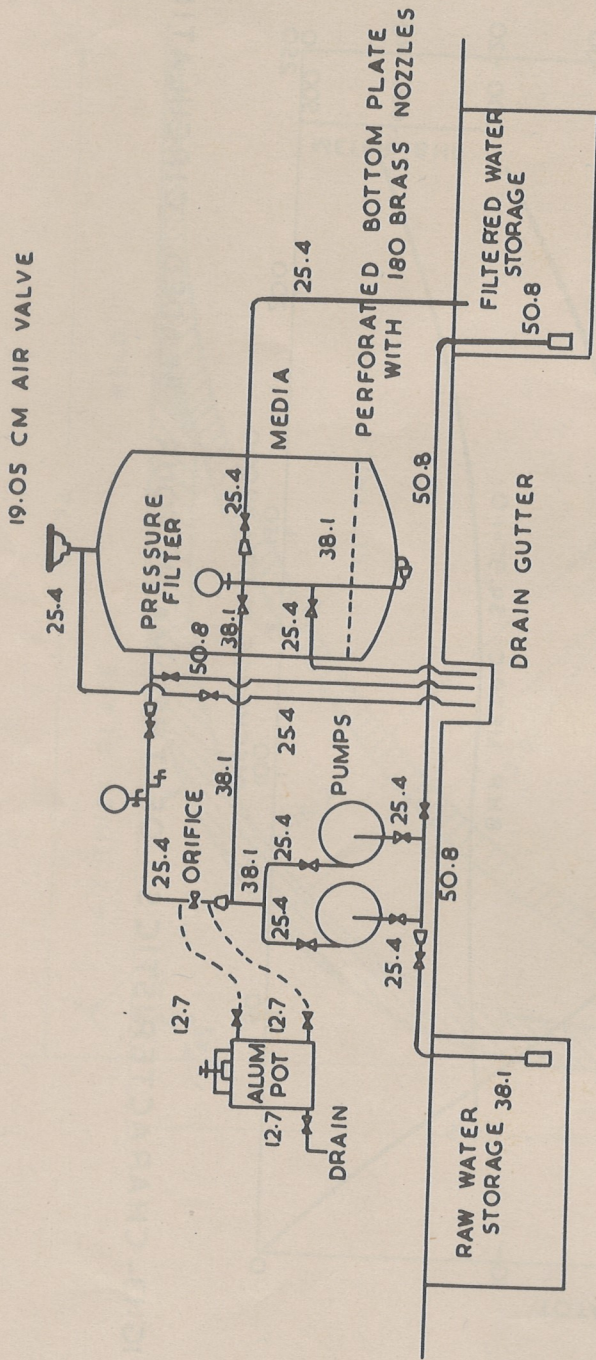 19.05 CM AIR VALVE
25.4
PRESSURE
FILTER
50.8
25.4
38.1
25.4
38.1
MEDIA
25.4
PERFORATED BOTTOM PLATE
WITH 180 BRASS NOZZLES
25.4
ORIFICE
38.1
25.4
12.7
ALUM
POT
12.7
12.7
DRAIN
38.1
25.4
25.4
PUMPS
25.4
25.4
50.8
50.8
DRAIN GUTTER
RAW WATER
STORAGE
38.1
FILTERED WATER
STORAGE
50.8